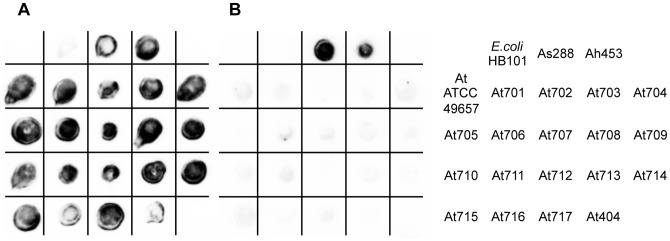 A
B
E.coli
HB101 As288 Ah453
At
ATCC
49657 At701 At702 At703 At704
At705 At706 At707 At708 At709
At710 At711 At712 At713 At714
At715 At716 At717 At404